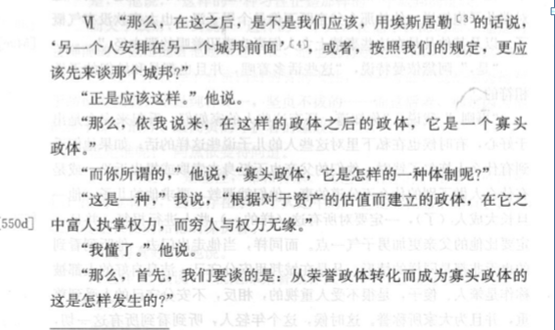 Ⅵ “那么，在这之后，是不是我们应该，用埃斯居勒〔3〕的话说，
‘另一个人安排在另一个城邦前面’〔4〕，或者，按照我们的规定，更应
该先来谈那个城邦？”
“正是应该这样。”他说。
“那么，依我说来，在这样的政体之后的政体，它是一个寡头
政体。”
“而你所谓的，”他说，“寡头政体，它是怎样的一种体制呢？”
“这是一种，”我说，“根据对于资产的估值而建立的政体，在它之
中富人执掌权力，而穷人与权力无缘。”
[550d]
“我懂了。”他说。
“那么，首先，我们要谈的是：从荣誉政体转化而成为寡头政体的
这是怎样发生的？”